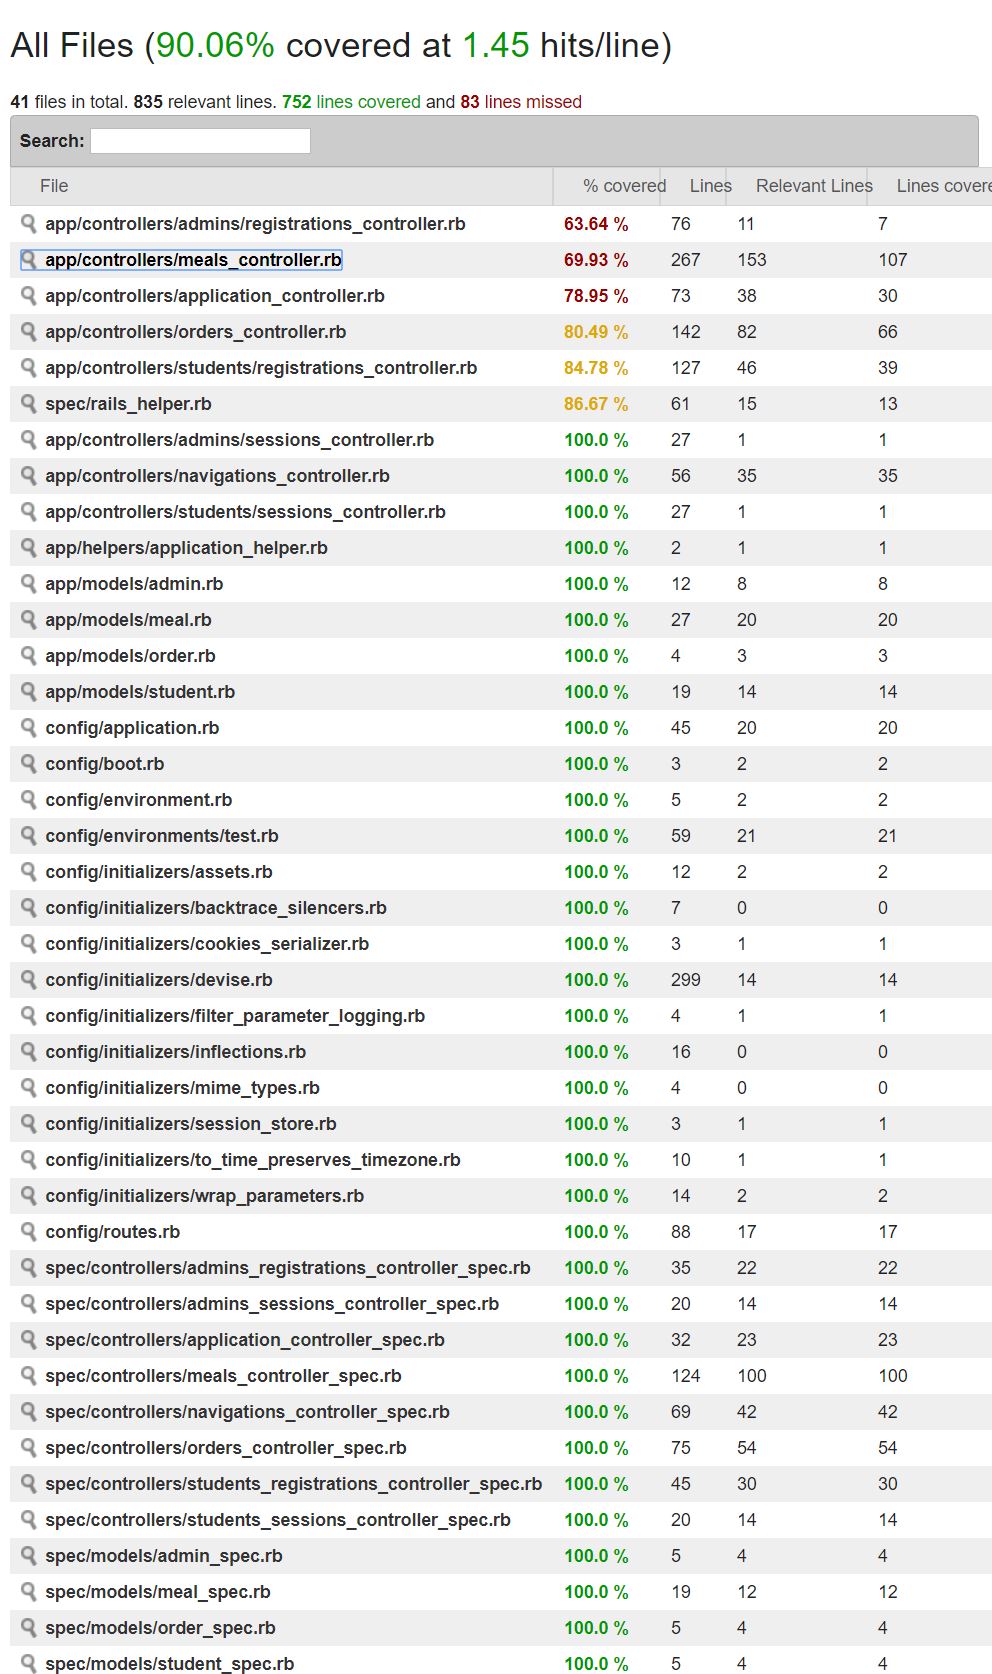 All Files (90.06% covered at 1.45 hits/line)
41 files in total. 835 relevant lines. 752 lines covered and 83 lines missed
Search:
File % covered Lines Relevant Lines Lines covere
app/controllers/admins/registrations_controller.rb 63.64 % 76 11 7
app/controllers/meals_controller.rb 69.93 % 267 153 107
app/controllers/application_controller.rb 78.95 % 73 38 30
app/controllers/orders_controller.rb 80.49 % 142 82 66
app/controllers/students/registrations_controller.rb 84.78 % 127 46 39
spec/rails_helper.rb 86.67 % 61 15 13
app/controllers/admins/sessions_controller.rb 100.0 % 27 1 1
app/controllers/navigations_controller.rb 100.0 % 56 35 35
app/controllers/students/sessions_controller.rb 100.0 % 27 1 1
app/helpers/application_helper.rb 100.0 % 2 1 1
app/models/admin.rb 100.0 % 12 8 8
app/models/meal.rb 100.0 % 27 20 20
app/models/order.rb 100.0 % 4 3 3
app/models/student.rb 100.0 % 19 14 14
config/application.rb 100.0 % 45 20 20
config/boot.rb 100.0 % 3 2 2
config/environment.rb 100.0 % 5 2 2
config/environments/test.rb 100.0 % 59 21 21
config/initializers/assets.rb 100.0 % 12 2 2
config/initializers/backtrace_silencers.rb 100.0 % 7 0 0
config/initializers/cookies_serializer.rb 100.0 % 3 1 1
config/initializers/devise.rb 100.0 % 299 14 14
config/initializers/filter_parameter_logging.rb 100.0 % 4 1 1
config/initializers/inflections.rb 100.0 % 16 0 0
config/initializers/mime_types.rb 100.0 % 4 0 0
config/initializers/session_store.rb 100.0 % 3 1 1
config/initializers/to_time_preserves_timezone.rb 100.0 % 10 1 1
config/initializers/wrap_parameters.rb 100.0 % 14 2 2
config/routes.rb 100.0 % 88 17 17
spec/controllers/admins_registrations_controller_spec.rb 100.0 % 35 22 22
spec/controllers/admins_sessions_controller_spec.rb 100.0 % 20 14 14
spec/controllers/application_controller_spec.rb 100.0 % 32 23 23
spec/controllers/meals_controller_spec.rb 100.0 % 124 100 100
spec/controllers/navigations_controller_spec.rb 100.0 % 69 42 42
spec/controllers/orders_controller_spec.rb 100.0 % 75 54 54
spec/controllers/students_registrations_controller_spec.rb 100.0 % 45 30 30
spec/controllers/students_sessions_controller_spec.rb 100.0 % 20 14 14
spec/models/admin_spec.rb 100.0 % 5 4 4
spec/models/meal_spec.rb 100.0 % 19 12 12
spec/models/order_spec.rb 100.0 % 5 4 4
spec/models/student_spec.rb 100.0 % 5 4 4